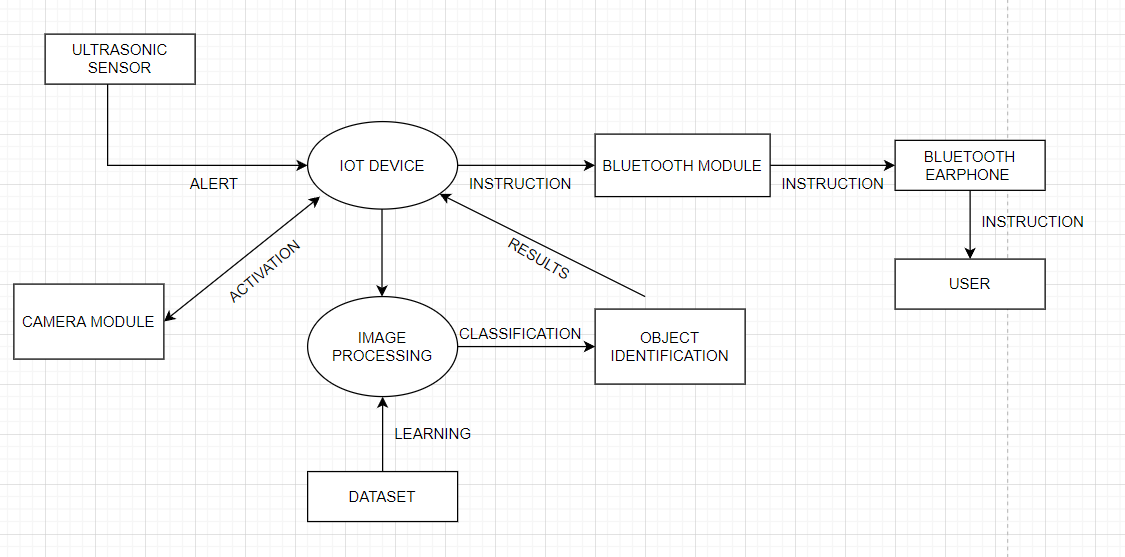 ULTRASONIC
SENSOR
IOT DEVICE
BLUETOOTH MODULE
BLUETOOTH
EARPHONE
ALERT
INSTRUCTION
INSTRUCTION
INSTRUCTION
RESULTS
ACTIVATION
USER
CAMERA MODULE
IMAGE
PROCESSING
CLASSIFICATION
OBJECT
IDENTIFICATION
LEARNING
DATASET